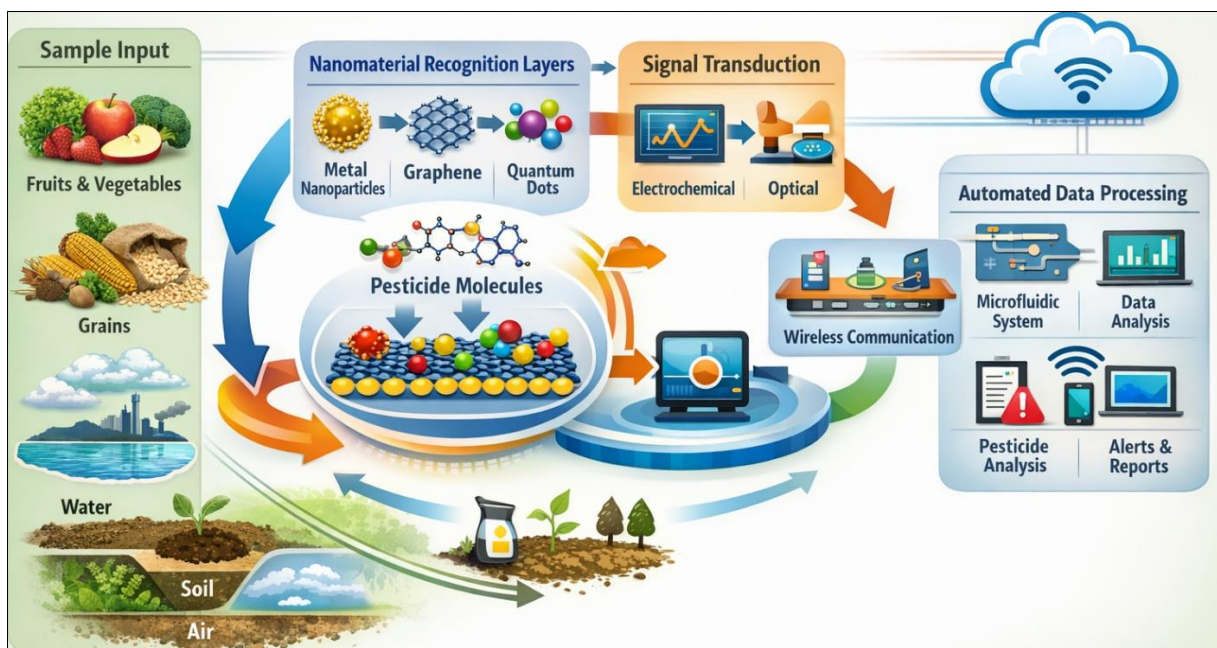 Sample Input
Fruits & Vegetables
Grains
Water
Soil
Air
Nanomaterial Recognition Layers
Metal
Nanoparticles
Graphene
Quantum
Dots
Signal Transduction
Electrochemical
Optical
Pesticide Molecules
Wireless Communication
Automated Data Processing
Microfluidic
System
Data
Analysis
Pesticide
Analysis
Alerts &
Reports